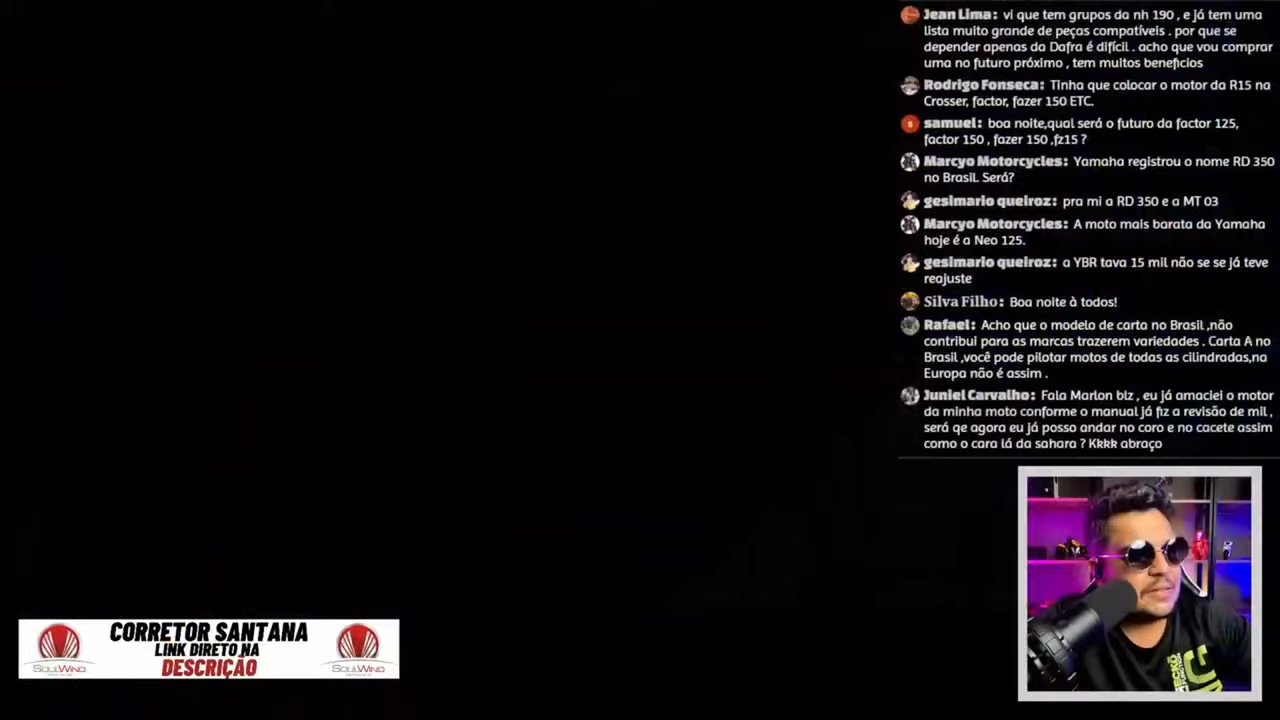 Jean Lima: vi que tem grupos da nh 190 , e já tem uma
lista muito grande de peças compatíveis . por que se
depender apenas da Dafra é difícil . acho que vou comprar
uma no futuro próximo , tem muitos beneficios
Rodrigo Fonseca: Tinha que colocar o motor da R15 na
Crosser, factor, fazer 150 ETC.
samuel: boa noite,qual será o futuro da factor 125,
factor 150 , fazer 150 ,fz15 ?
Marcyo Motorcycles: Yamaha registrou o nome RD 350
no Brasil. Será?
gesimario queiroz: pra mi a RD 350 e a MT 03
Marcyo Motorcycles: A moto mais barata da Yamaha
hoje é a Neo 125.
gesimario queiroz: a YBR tava 15 mil não se se já teve
reajuste
Silva Filho: Boa noite à todos!
Rafael: Acho que o modelo de carta no Brasil ,não
contribui para as marcas trazerem variedades . Carta A no
Brasil ,você pode pilotar motos de todas as cilindradas,na
Europa não é assim .
Juniel Carvalho: Fala Marlon blz , eu já amaciei o motor
da minha moto conforme o manual já fiz a revisão de mil ,
será qe agora eu já posso andar no coro e no cacete assim
como o cara lá da sahara ? Kkkk abraço
CORRETOR SANTANA
LINK DIRETO NA
DESCRIÇÃO
SOULWIND
SOULWIND
ECKO